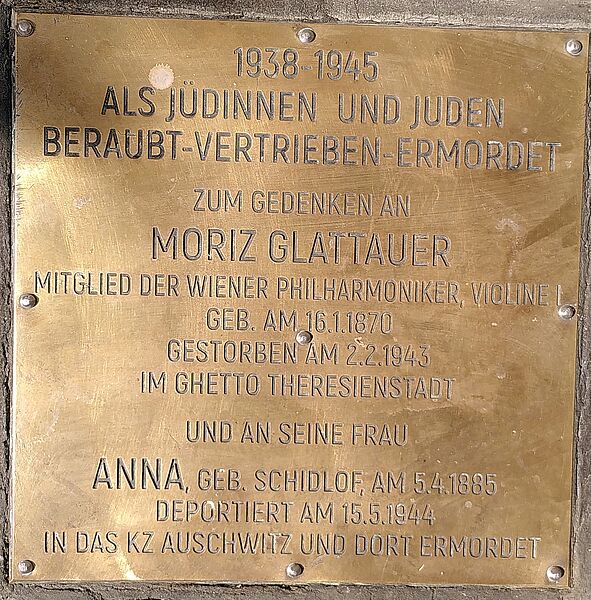 1938-1945
ALS JÜDINNEN UND JUDEN
BERAUBT-VERTRIEBEN-ERMORDET
ZUM GEDENKEN AN
MORIZ GLATTAUER
MITGLIED DER WIENER PHILHARMONIKER, VIOLINE I
GEB. AM 16.1.1870
GESTORBEN AM 2.2.1943
IM GHETTO THERESIENSTADT
UND AN SEINE FRAU
ANNA, GEB. SCHIDLOF, AM 5.4.1885
DEPORTIERT AM 15.5.1944
IN DAS KZ AUSCHWITZ UND DORT ERMORDET